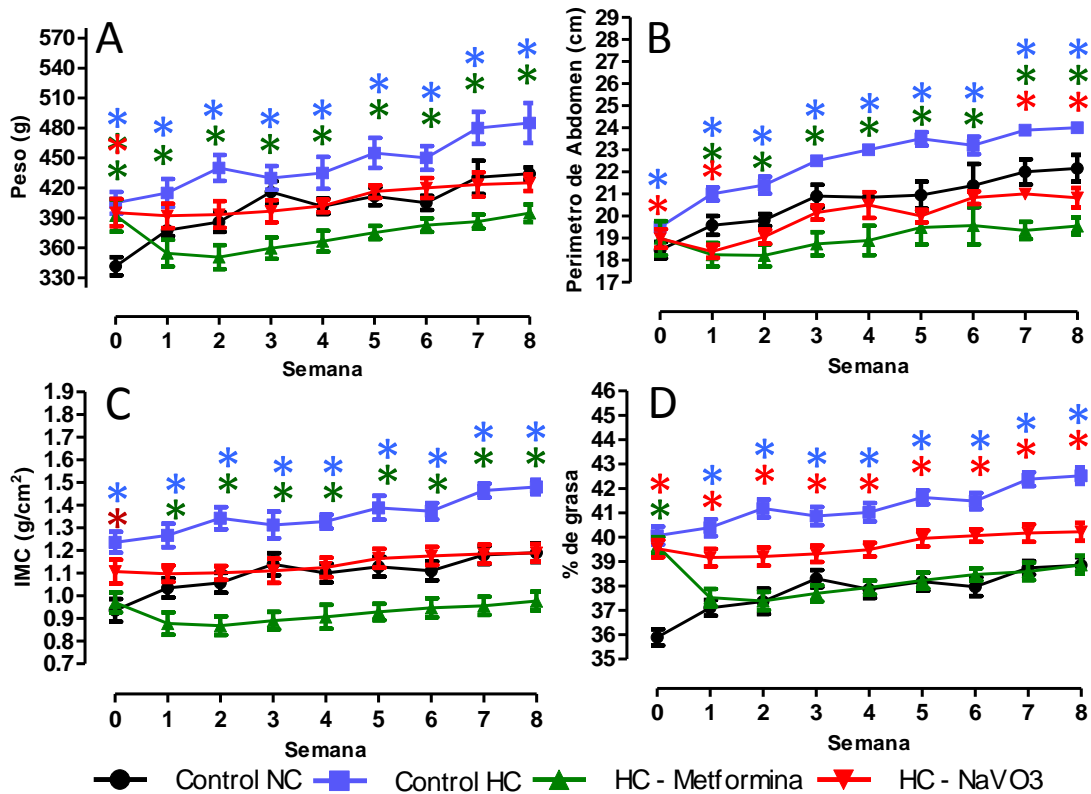 A
Peso (g)
570
540
510
480
450
420
390
360
330
0 1 2 3 4 5 6 7 8
Semana
B
Perimetro de Abdomen (cm)
29
28
27
26
25
24
23
22
21
20
19
18
17
0 1 2 3 4 5 6 7 8
Semana
C
IMC (g/cm²)
1.9
1.8
1.7
1.6
1.5
1.4
1.3
1.2
1.1
1.0
0.9
0.8
0.7
0 1 2 3 4 5 6 7 8
Semana
D
% de grasa
46
45
44
43
42
41
40
39
38
37
36
35
0 1 2 3 4 5 6 7 8
Semana
Control NC Control HC HC - Metformina HC - NaVO3